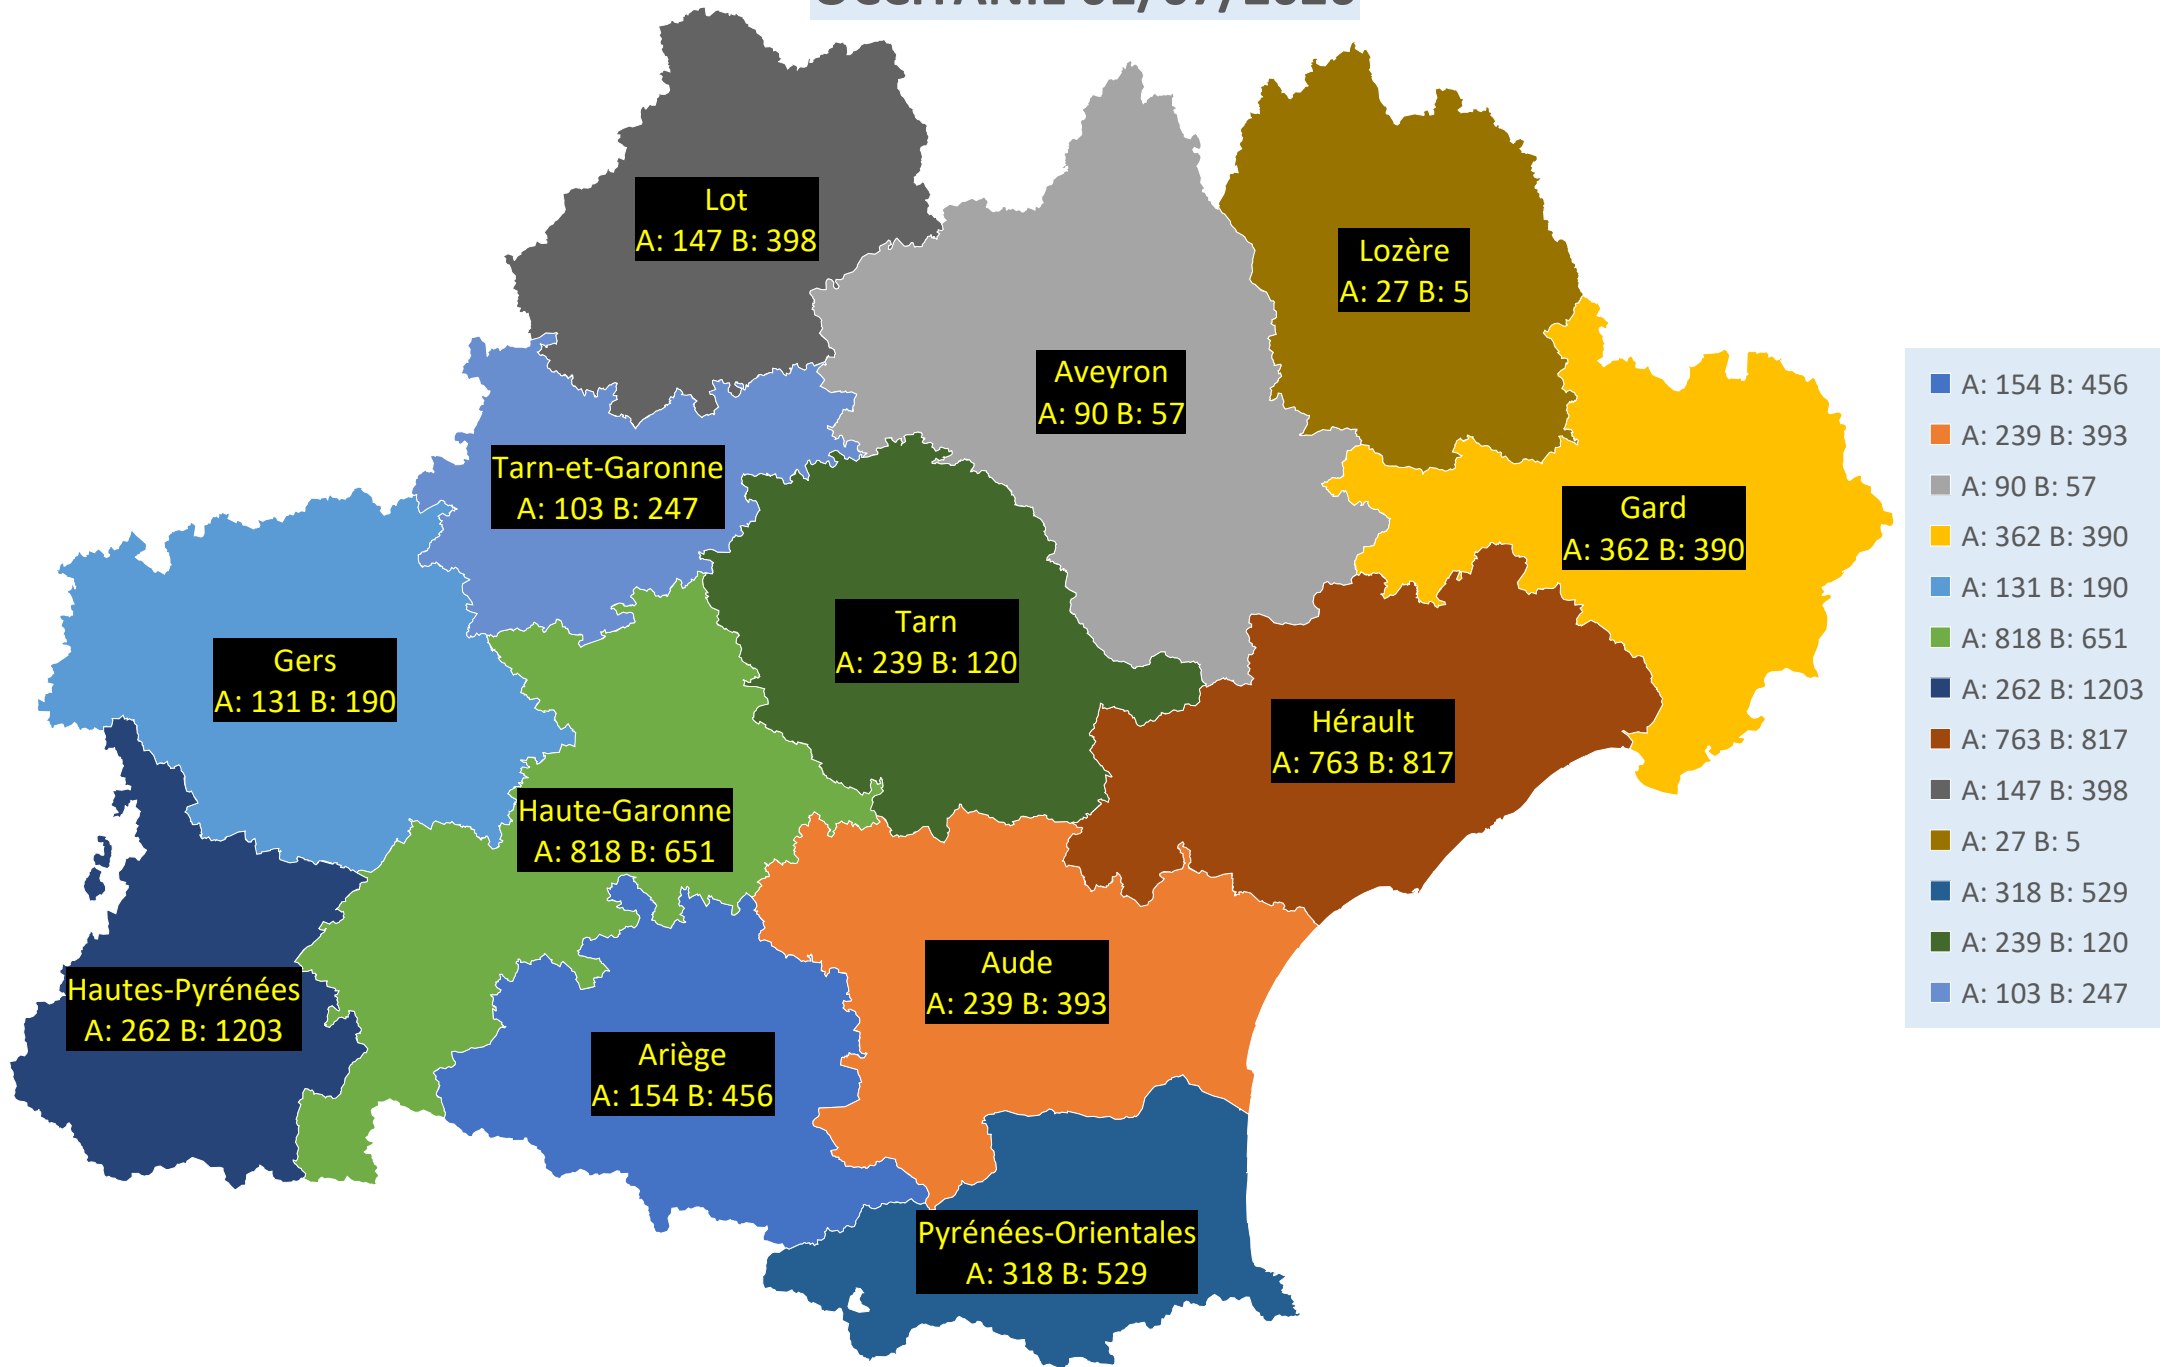 OCCITANIE
Lot
A: 147 B: 398
Lozère
A: 27 B: 5
Aveyron
A: 90 B: 57
Tarn-et-Garonne
A: 103 B: 247
Gard
A: 362 B: 390
Tarn
A: 239 B: 120
Gers
A: 131 B: 190
Hérault
A: 763 B: 817
Haute-Garonne
A: 818 B: 651
Aude
A: 239 B: 393
Hautes-Pyrénées
A: 262 B: 1203
Ariège
A: 154 B: 456
Pyrénées-Orientales
A: 318 B: 529
A: 154 B: 456
A: 239 B: 393
A: 90 B: 57
A: 362 B: 390
A: 131 B: 190
A: 818 B: 651
A: 262 B: 1203
A: 763 B: 817
A: 147 B: 398
A: 27 B: 5
A: 318 B: 529
A: 239 B: 120
A: 103 B: 247